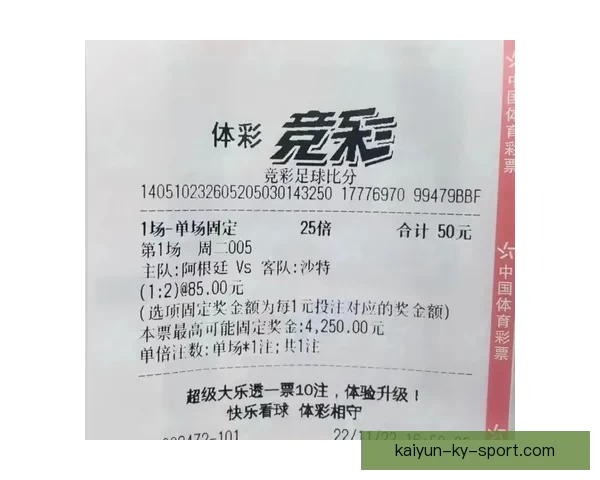 体彩 竞彩
竞彩足球比分
140510232605205030143250 17776970 99479BBF
1场-单场固定 25倍 合计 50元
第1场 周二005
主队:阿根廷 Vs 客队:沙特
(1:2)@85.00元
(选项固定奖金额为每1元投注对应的奖金额)
本票最高可能固定奖金:4,250.00元
单倍注数:单场*1注;共1注
超级大乐透一票10注，体验升级！
快乐看球 体彩相守
22/11/22
中国体育彩票
中国体育彩票
kaiyun-ky-sport.com